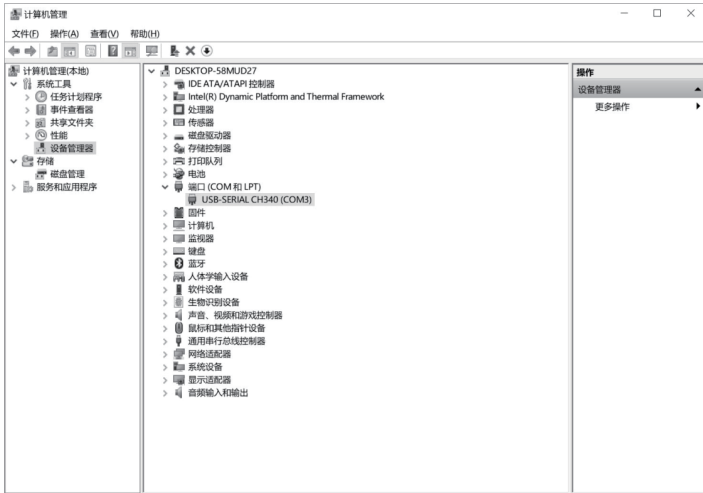 计算机管理
文件(F) 操作(A) 查看(V) 帮助(H)
计算机管理(本地)
系统工具
任务计划程序
事件查看器
共享文件夹
性能
设备管理器
存储
磁盘管理
服务和应用程序
DESKTOP-58MUD27
IDE ATA/ATAPI 控制器
Intel(R) Dynamic Platform and Thermal Framework
处理器
传感器
磁盘驱动器
存储控制器
打印队列
电池
端口 (COM 和 LPT)
USB-SERIAL CH340 (COM3)
固件
计算机
监视器
键盘
蓝牙
人体学输入设备
软件设备
生物识别设备
声音、视频和游戏控制器
鼠标和其他指针设备
通用串行总线控制器
网络适配器
系统设备
显示适配器
音频输入和输出
操作
设备管理器
更多操作